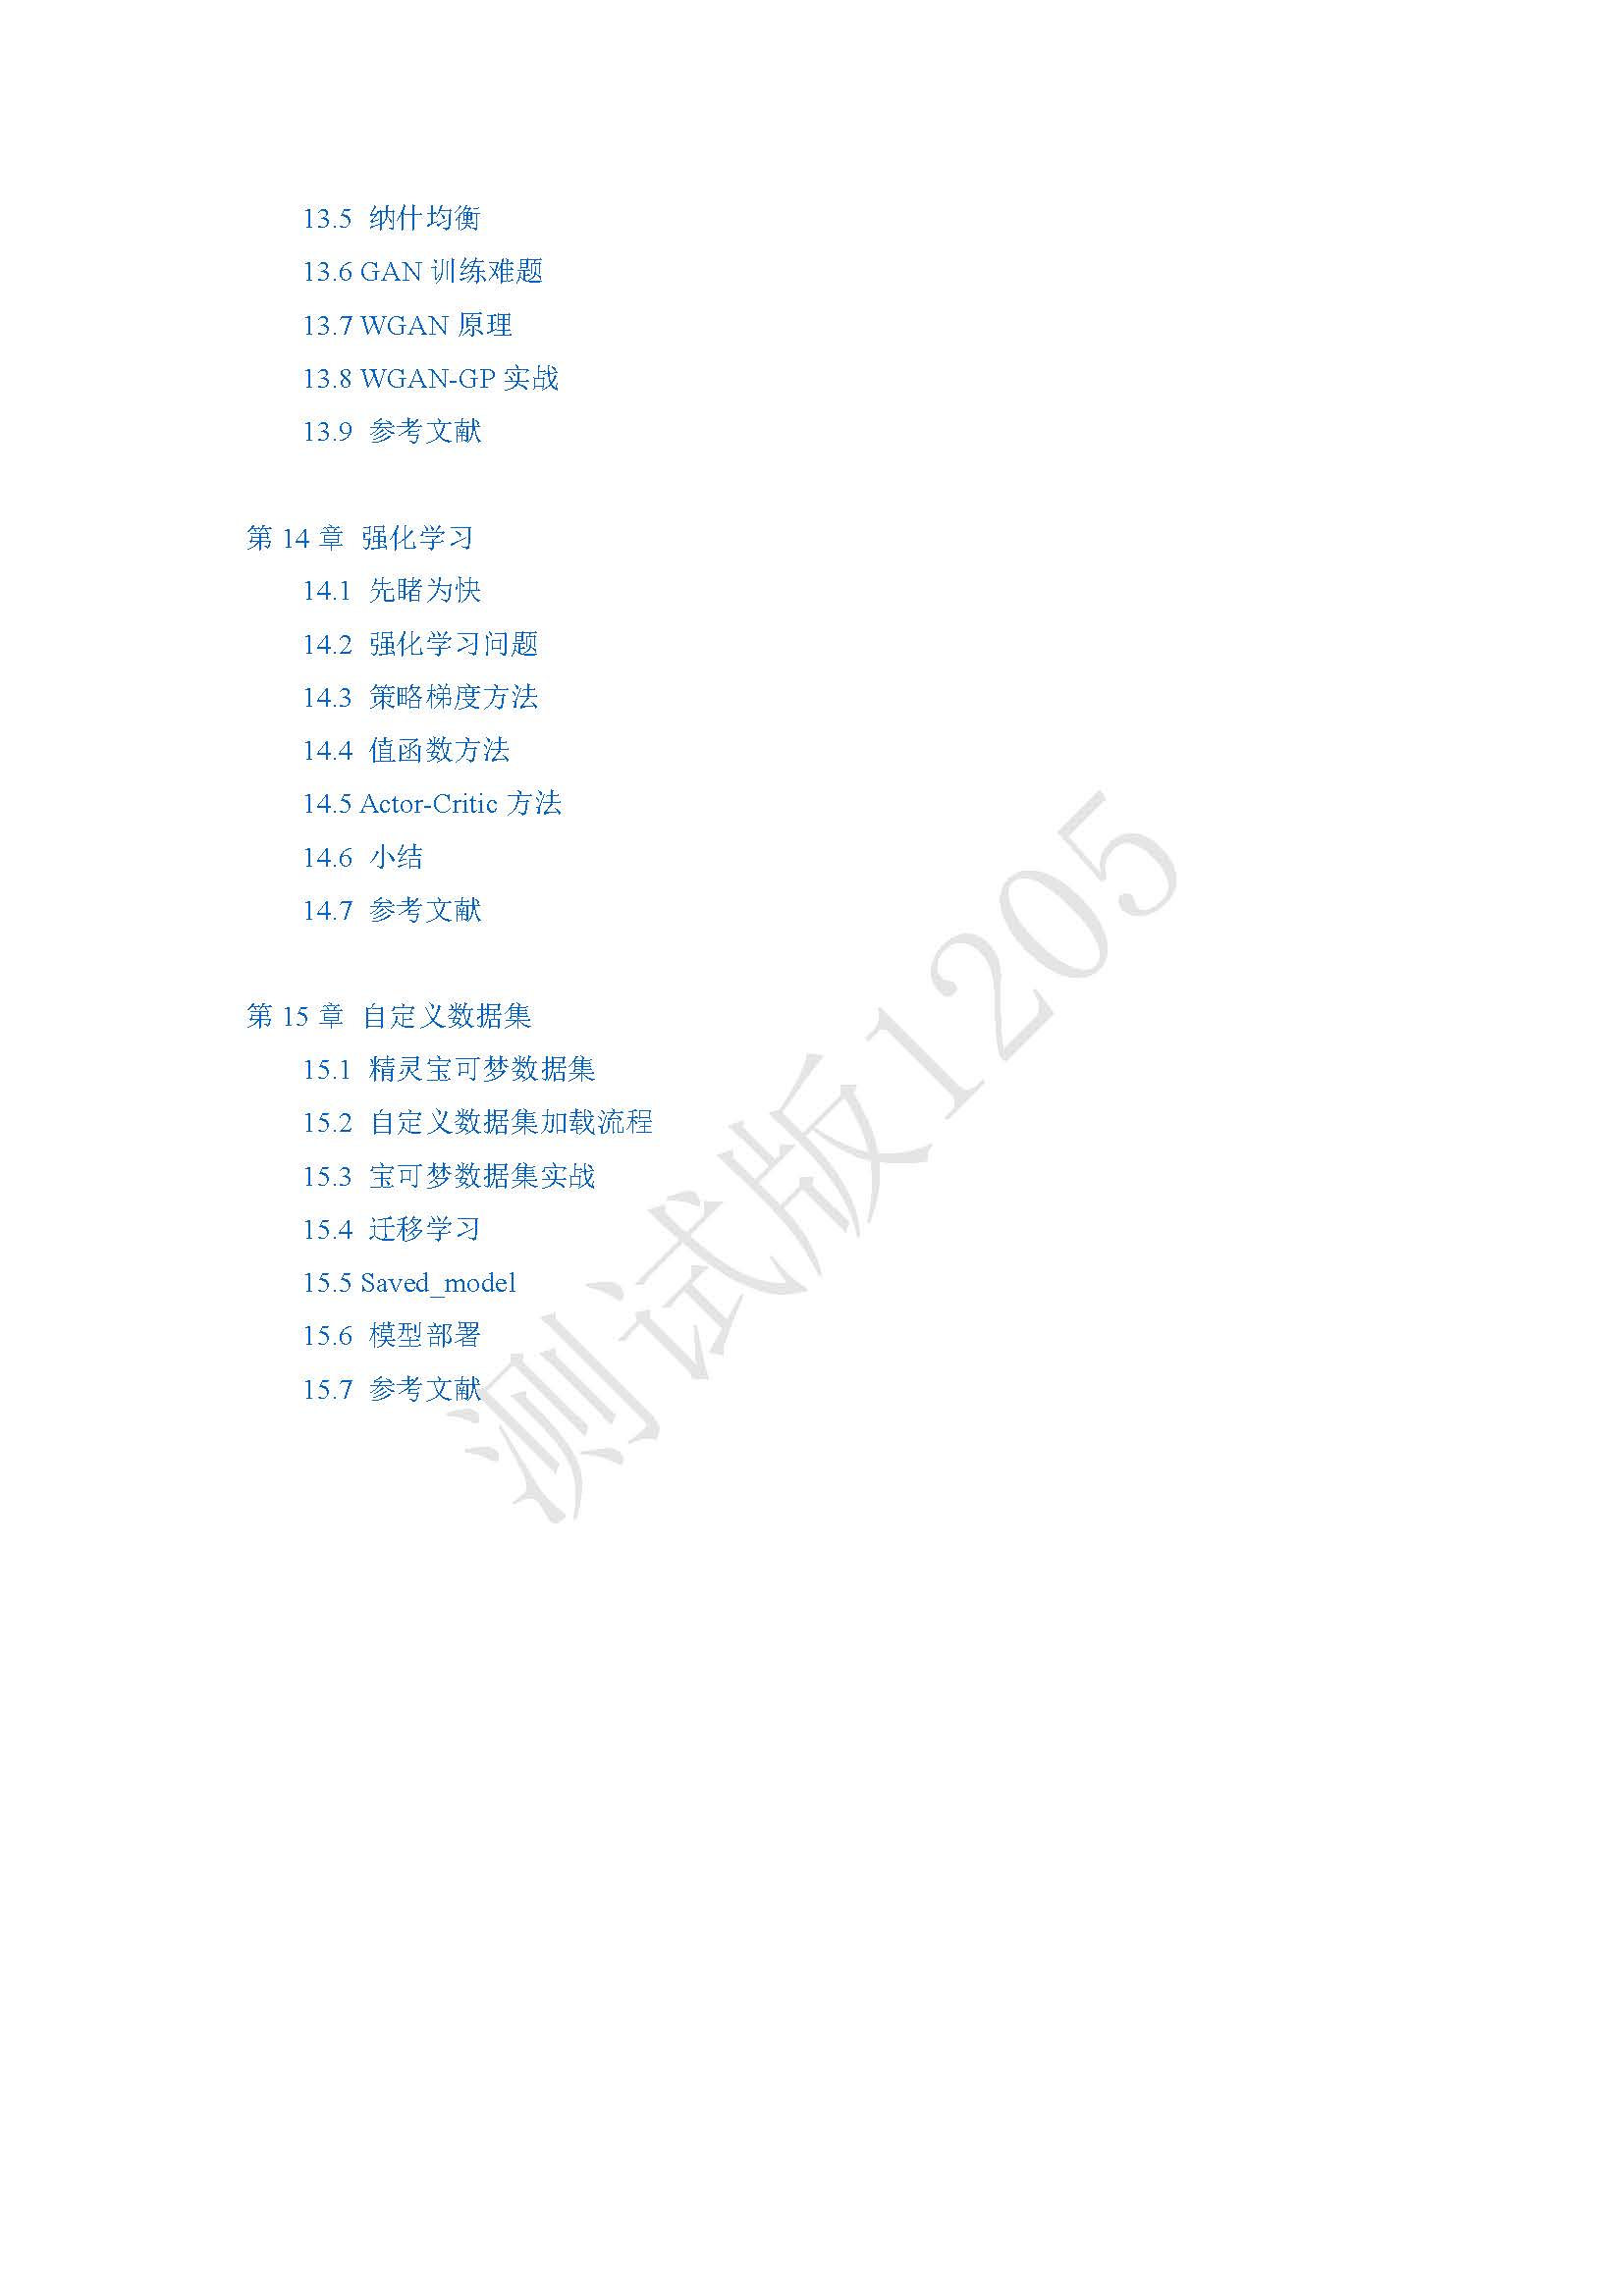 13.5 纳什均衡
13.6 GAN 训练难题
13.7 WGAN 原理
13.8 WGAN-GP 实战
13.9 参考文献
第 14 章 强化学习
14.1 先睹为快
14.2 强化学习问题
14.3 策略梯度方法
14.4 值函数方法
14.5 Actor-Critic 方法
14.6 小结
14.7 参考文献
第 15 章 自定义数据集
15.1 精灵宝可梦数据集
15.2 自定义数据集加载流程
15.3 宝可梦数据集实战
15.4 迁移学习
15.5 Saved_model
15.6 模型部署
15.7 参考文献
测试版1205